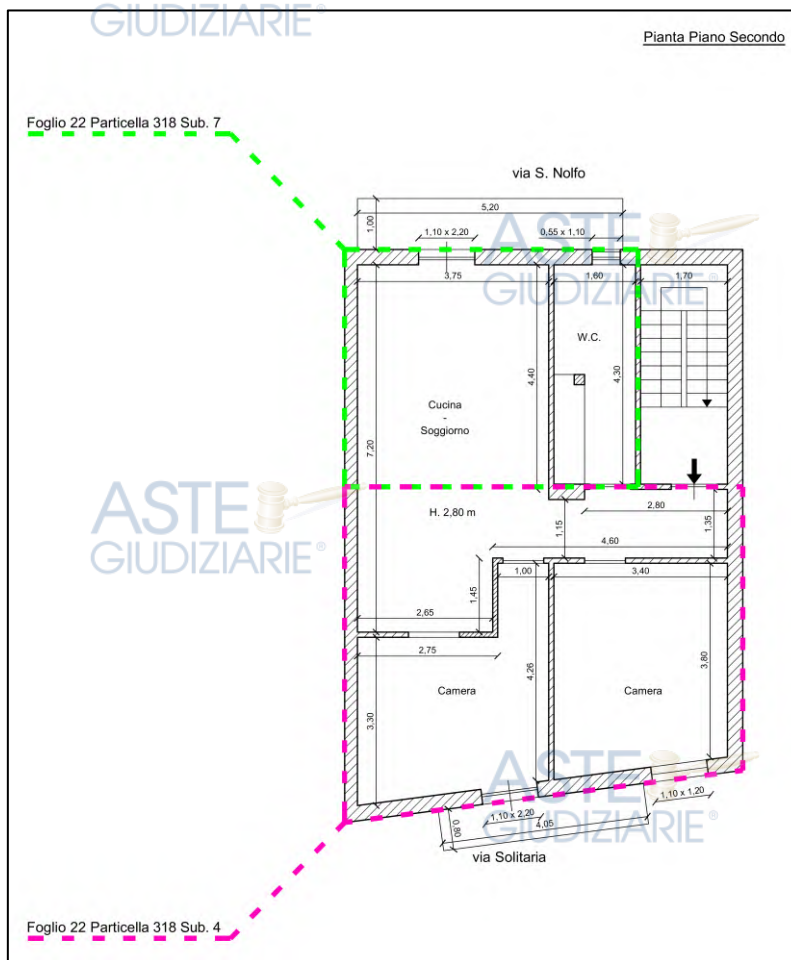 GIUDIZIARIE®
Pianta Piano Secondo
Foglio 22 Particella 318 Sub. 7
via S. Nolfo
5,20
1,00
ASTE
GIUDIZIARIE®
1,10 x 2,20
0,55 x 1,10
3,75
1,60
1,70
W.C.
4,40
4,30
Cucina
-
Soggiorno
7,20
ASTE
GIUDIZIARIE®
H. 2,80 m
2,80
1,15
1,35
4,60
1,00
3,40
1,45
2,65
2,75
4,26
3,80
Camera
Camera
3,30
ASTE
GIUDIZIARIE®
1,10 x 2,20
1,10 x 1,20
0,80
4,05
via Solitaria
Foglio 22 Particella 318 Sub. 4